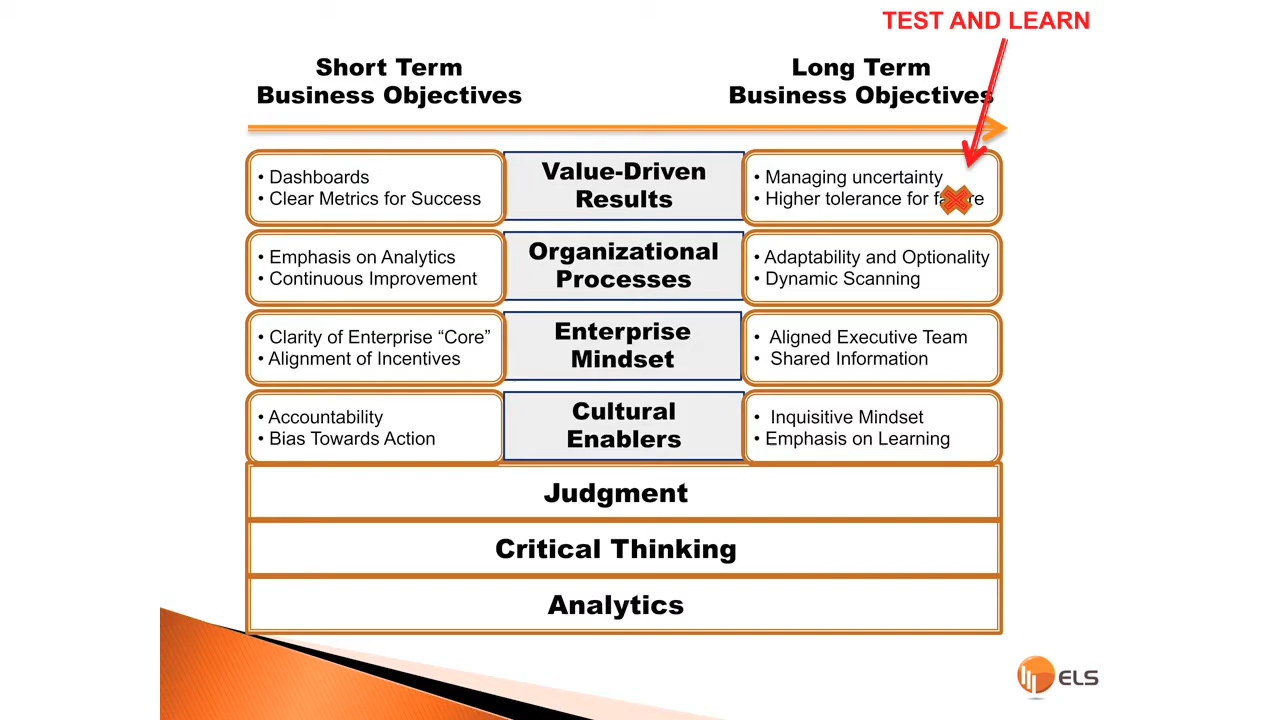 TEST AND LEARN
Short Term
Business Objectives
Long Term
Business Objectives
• Dashboards
• Clear Metrics for Success
Value-Driven
Results
• Managing uncertainty
• Higher tolerance for
• Emphasis on Analytics
• Continuous Improvement
Organizational
Processes
• Adaptability and Optionality
• Dynamic Scanning
• Clarity of Enterprise “Core”
• Alignment of Incentives
Enterprise
Mindset
• Aligned Executive Team
• Shared Information
• Accountability
• Bias Towards Action
Cultural
Enablers
• Inquisitive Mindset
• Emphasis on Learning
Judgment
Critical Thinking
Analytics
ELS